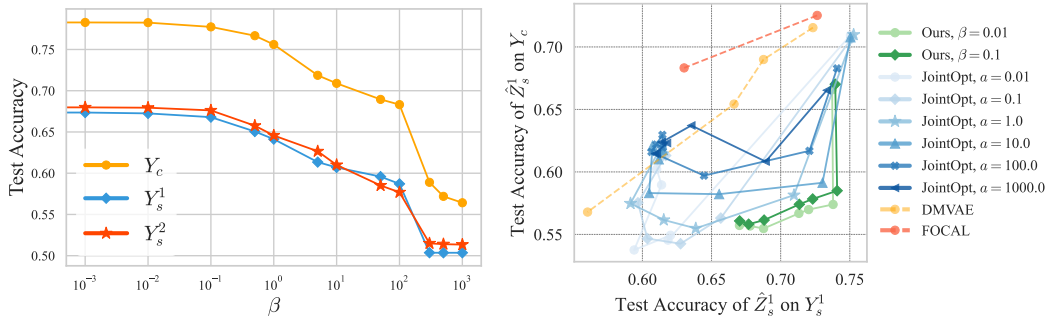 Test Accuracy
0.75
0.70
0.65
0.60
0.55
0.50
Y_c
Y_s^1
Y_s^2
10^−3
10^−2
10^−1
10^0
10^1
10^2
10^3
β
Test Accuracy of Ẑ_s^1 on Y_c
0.70
0.65
0.60
0.55
0.60
0.65
0.70
0.75
Test Accuracy of Ẑ_s^1 on Y_s^1
Ours, β = 0.01
Ours, β = 0.1
JointOpt, a = 0.01
JointOpt, a = 0.1
JointOpt, a = 1.0
JointOpt, a = 10.0
JointOpt, a = 100.0
JointOpt, a = 1000.0
DMVAE
FOCAL